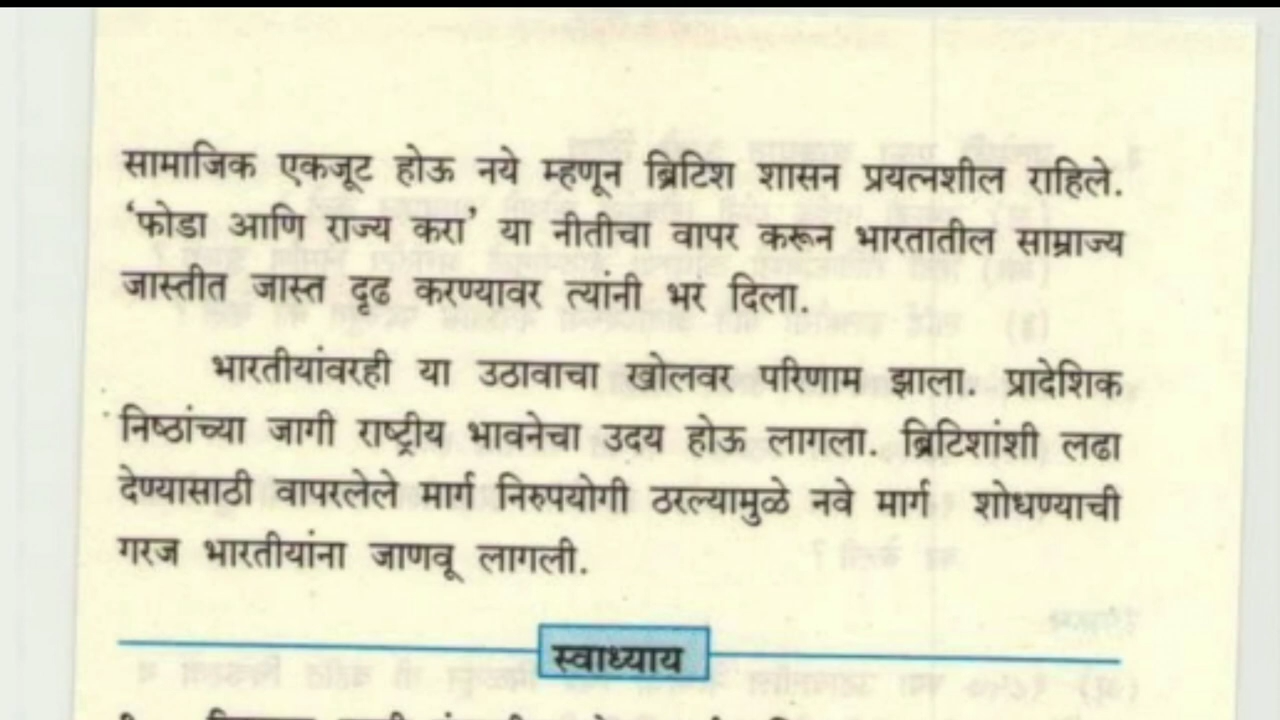 सामाजिक एकजूट होऊ नये म्हणून ब्रिटिश शासन प्रयत्नशील राहिले.
‘फोडा आणि राज्य करा’ या नीतीचा वापर करून भारतातील साम्राज्य
जास्तीत जास्त दृढ करण्यावर त्यांनी भर दिला.
भारतीयांवरही या उठावाचा खोलवर परिणाम झाला. प्रादेशिक
निष्ठांच्या जागी राष्ट्रीय भावनेचा उदय होऊ लागला. ब्रिटिशांशी लढा
देण्यासाठी वापरलेले मार्ग निरुपयोगी ठरल्यामुळे नवे मार्ग शोधण्याची
गरज भारतीयांना जाणवू लागली.
स्वाध्याय